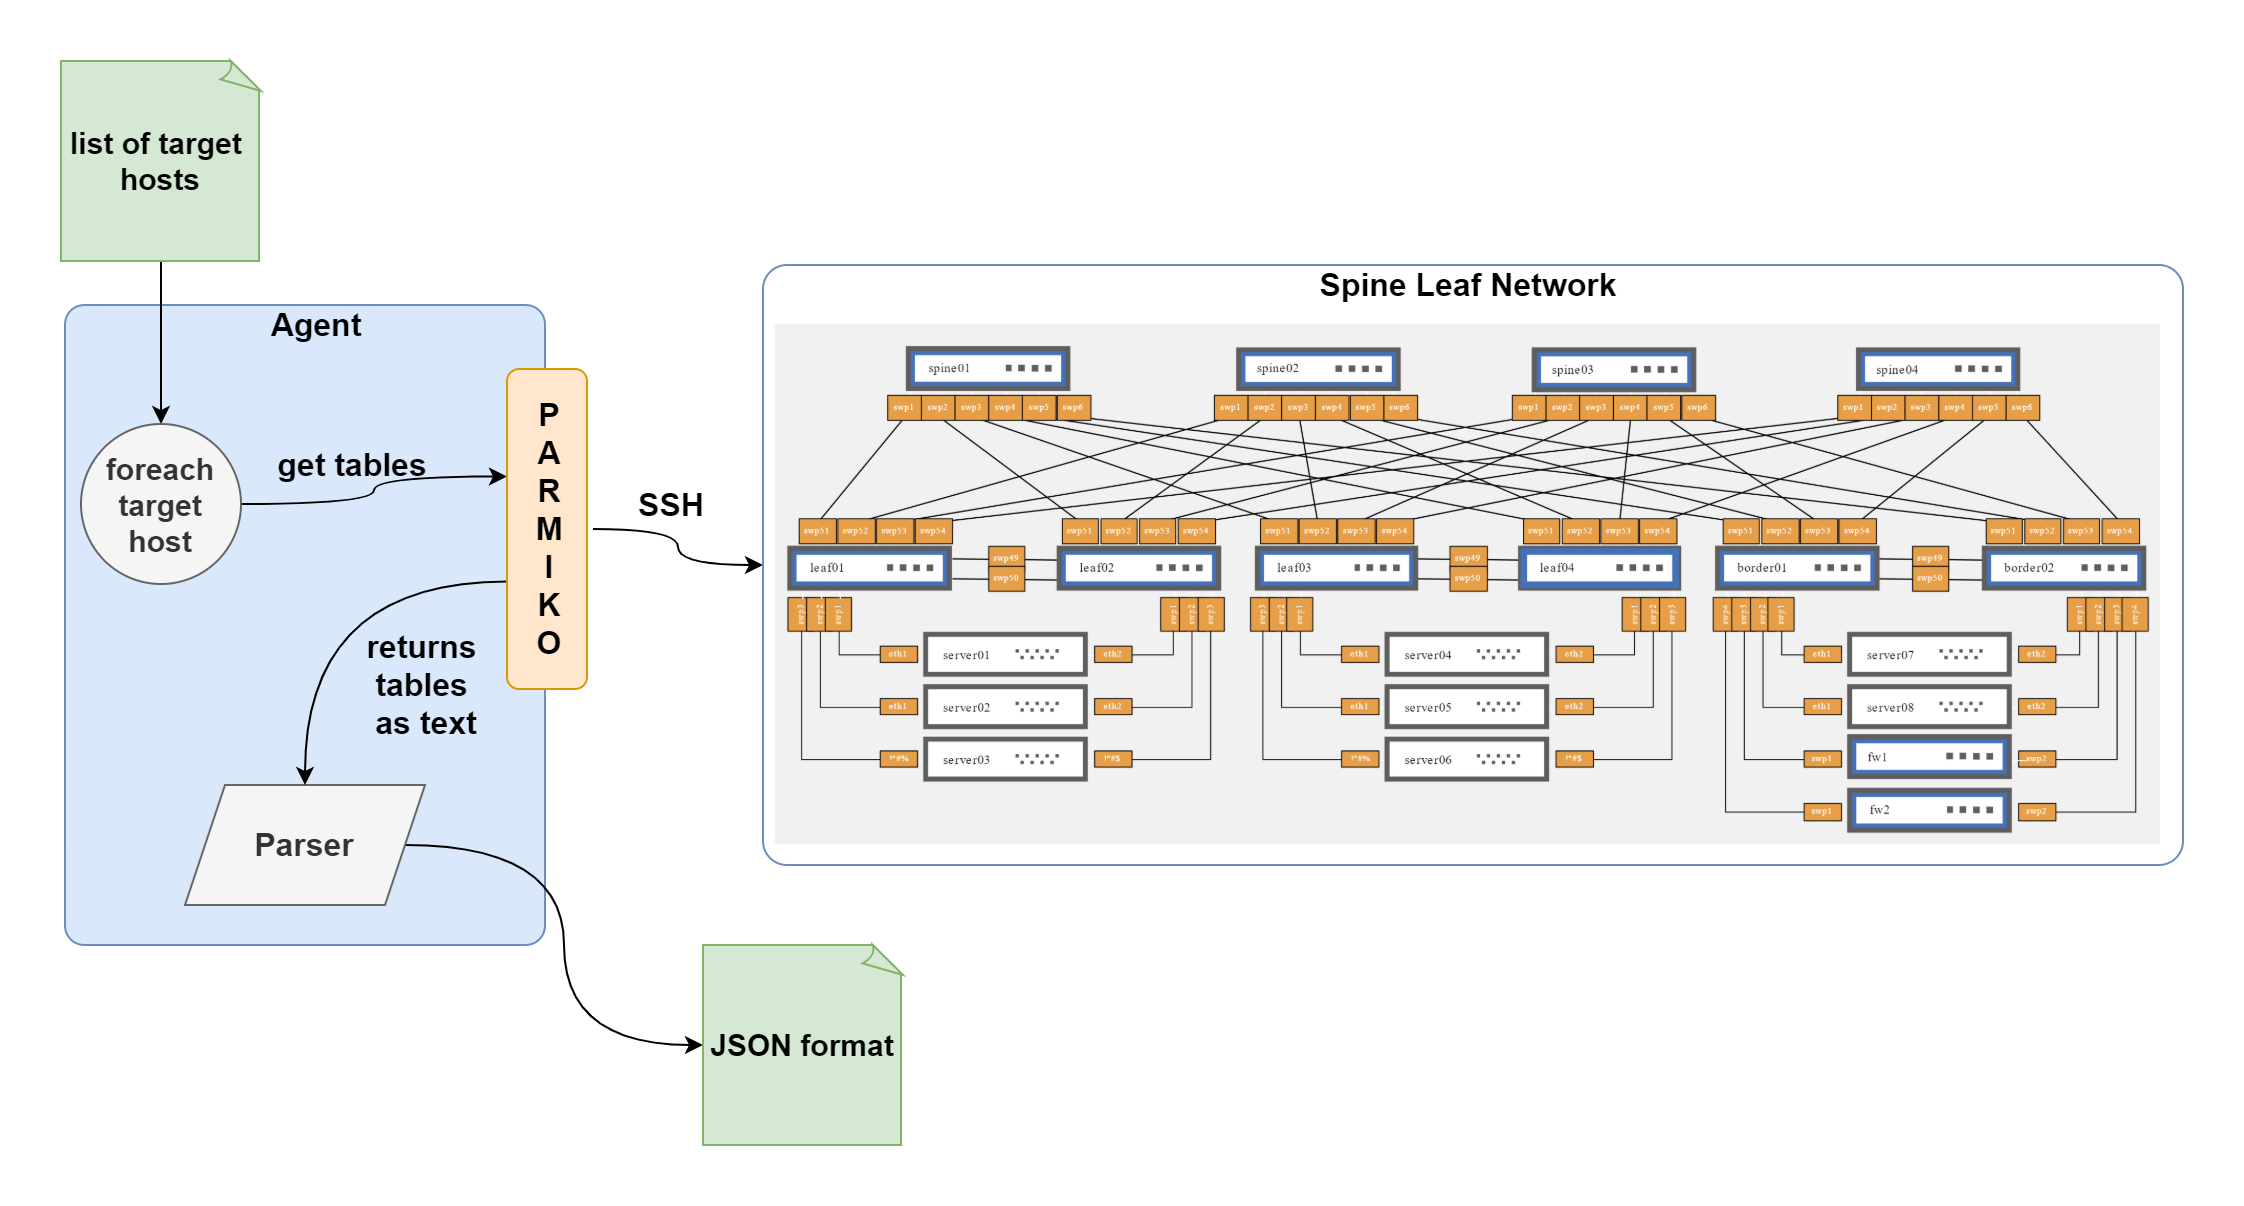 list of target
hosts
Agent
foreach
target
host
get tables
P
A
R
M
I
K
O
SSH
returns
tables
as text
Parser
JSON format
Spine Leaf Network
spine01
spine02
spine03
spine04
swp1 swp2 swp3 swp4 swp5 swp6
swp1 swp2 swp3 swp4 swp5 swp6
swp1 swp2 swp3 swp4 swp5 swp6
swp1 swp2 swp3 swp4 swp5 swp6
swp51 swp52 swp53 swp54
swp51 swp52 swp53 swp54
swp51 swp52 swp53 swp54
swp51 swp52 swp53 swp54
swp51 swp52 swp53 swp54
swp51 swp52 swp53 swp54
leaf01
swp49
swp50
leaf02
leaf03
swp49
swp50
leaf04
border01
swp49
swp50
border02
swp3 swp2 swp1
swp1 swp2 swp3
swp3 swp2 swp1
swp1 swp2 swp3
swp4 swp3 swp2 swp1
swp1 swp2 swp3 swp4
eth1 server01 eth2
eth1 server04 eth2
eth1 server07 eth2
eth1 server02 eth2
eth1 server05 eth2
eth1 server08 eth2
!"#% server03 !"#$
!"#% server06 !"#$
swp1 fw1 swp2
swp1 fw2 swp2